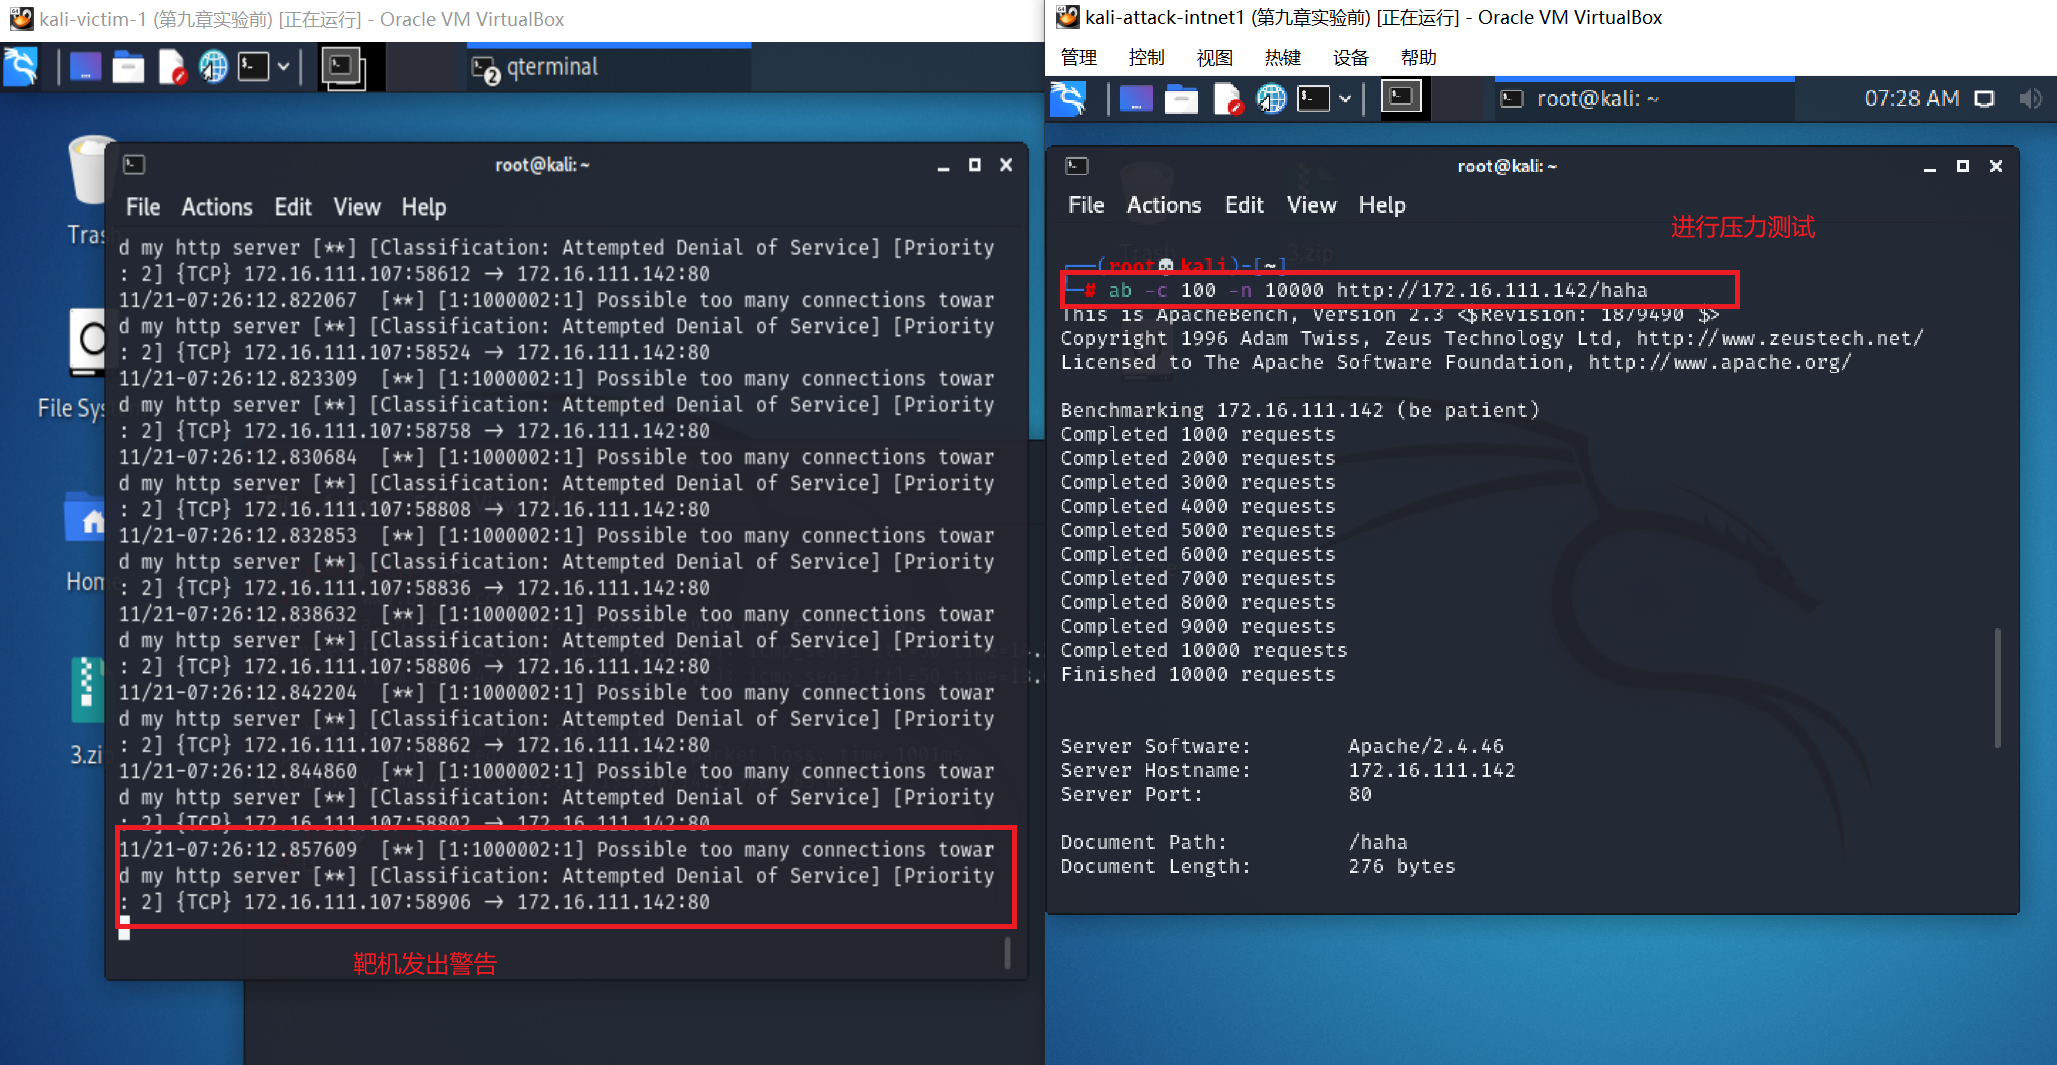 kali-victim-1 (第九章实验前) [正在运行] - Oracle VM VirtualBox
qterminal
Trash
File Sys
Home
3.zi
root@kali: ~
File Actions Edit View Help
d my http server [**] [Classification: Attempted Denial of Service] [Priority
: 2] {TCP} 172.16.111.107:58612 → 172.16.111.142:80
11/21-07:26:12.822067  [**] [1:1000002:1] Possible too many connections towar
d my http server [**] [Classification: Attempted Denial of Service] [Priority
: 2] {TCP} 172.16.111.107:58524 → 172.16.111.142:80
11/21-07:26:12.823309  [**] [1:1000002:1] Possible too many connections towar
d my http server [**] [Classification: Attempted Denial of Service] [Priority
: 2] {TCP} 172.16.111.107:58758 → 172.16.111.142:80
11/21-07:26:12.830684  [**] [1:1000002:1] Possible too many connections towar
d my http server [**] [Classification: Attempted Denial of Service] [Priority
: 2] {TCP} 172.16.111.107:58808 → 172.16.111.142:80
11/21-07:26:12.832853  [**] [1:1000002:1] Possible too many connections towar
d my http server [**] [Classification: Attempted Denial of Service] [Priority
: 2] {TCP} 172.16.111.107:58836 → 172.16.111.142:80
11/21-07:26:12.838632  [**] [1:1000002:1] Possible too many connections towar
d my http server [**] [Classification: Attempted Denial of Service] [Priority
: 2] {TCP} 172.16.111.107:58806 → 172.16.111.142:80
11/21-07:26:12.842204  [**] [1:1000002:1] Possible too many connections towar
d my http server [**] [Classification: Attempted Denial of Service] [Priority
: 2] {TCP} 172.16.111.107:58862 → 172.16.111.142:80
11/21-07:26:12.844860  [**] [1:1000002:1] Possible too many connections towar
d my http server [**] [Classification: Attempted Denial of Service] [Priority
: 2] {TCP} 172.16.111.107:58802 → 172.16.111.142:80
11/21-07:26:12.857609  [**] [1:1000002:1] Possible too many connections towar
d my http server [**] [Classification: Attempted Denial of Service] [Priority
: 2] {TCP} 172.16.111.107:58906 → 172.16.111.142:80
靶机发出警告
kali-attack-intnet1 (第九章实验前) [正在运行] - Oracle VM VirtualBox
管理 控制 视图 热键 设备 帮助
root@kali: ~
07:28 AM
root@kali: ~
File Actions Edit View Help
进行压力测试
Trash
3.zip
┌──(root💀kali)-[~]
└─# ab -c 100 -n 10000 http://172.16.111.142/haha
This is ApacheBench, Version 2.3 <$Revision: 1879490 $>
Copyright 1996 Adam Twiss, Zeus Technology Ltd, http://www.zeustech.net/
Licensed to The Apache Software Foundation, http://www.apache.org/
Benchmarking 172.16.111.142 (be patient)
Completed 1000 requests
Completed 2000 requests
Completed 3000 requests
Completed 4000 requests
Completed 5000 requests
Completed 6000 requests
Completed 7000 requests
Completed 8000 requests
Completed 9000 requests
Completed 10000 requests
Finished 10000 requests
Server Software:        Apache/2.4.46
Server Hostname:        172.16.111.142
Server Port:            80
Document Path:          /haha
Document Length:        276 bytes